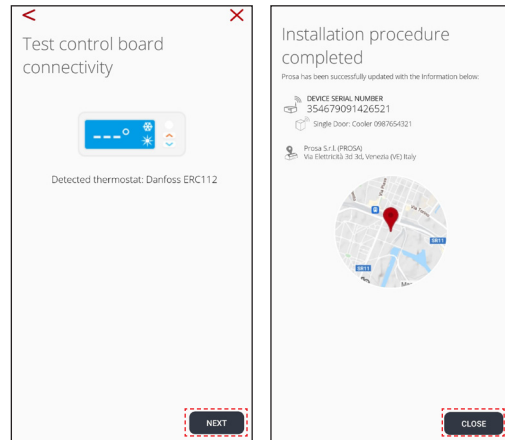 <
X
Test control board
connectivity
---°
Detected thermostat: Danfoss ERC112
NEXT
Installation procedure
completed
Prosa has been successfully updated with the Information below:
DEVICE SERIAL NUMBER
354679091426521
Single Door: Cooler 0987654321
Prosa S.r.l. (PROSA)
Via Elettricità 3d 3d, Venezia (VE) Italy
SR11
SR11
CLOSE